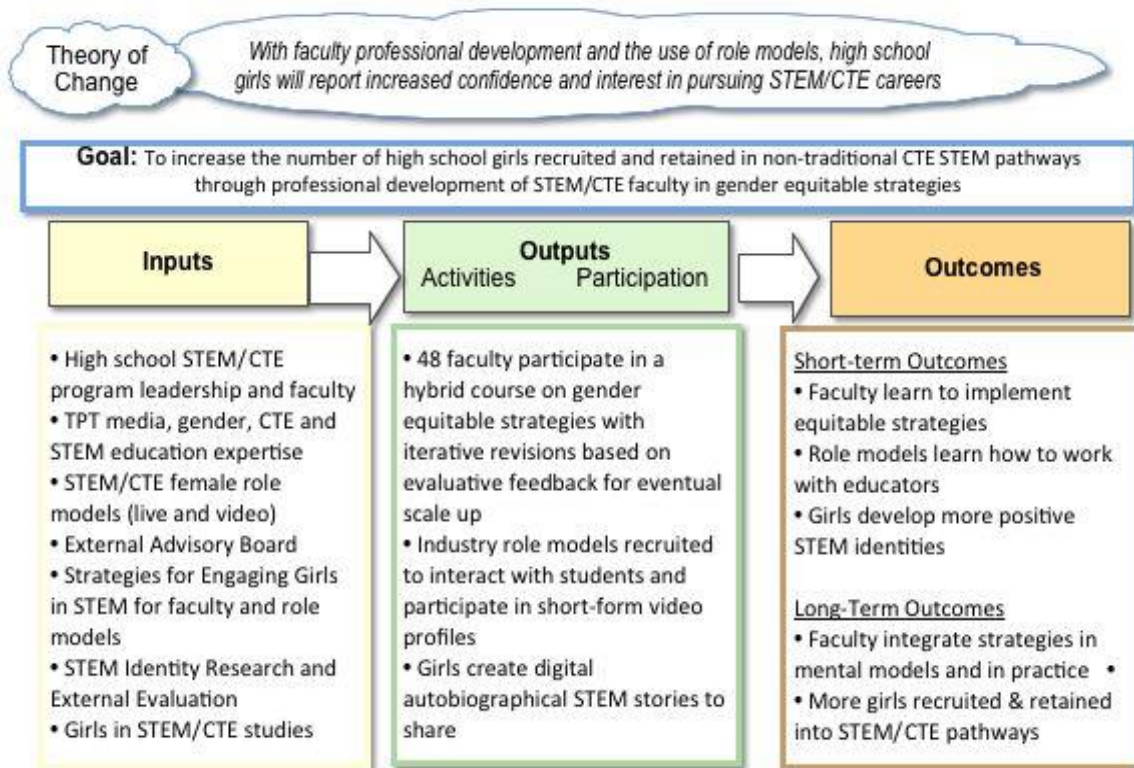 Theory of
Change
With faculty professional development and the use of role models, high school
girls will report increased confidence and interest in pursuing STEM/CTE careers
Goal: To increase the number of high school girls recruited and retained in non-traditional CTE STEM pathways
through professional development of STEM/CTE faculty in gender equitable strategies
Inputs
• High school STEM/CTE
program leadership and faculty
• TPT media, gender, CTE and
STEM education expertise
• STEM/CTE female role
models (live and video)
• External Advisory Board
• Strategies for Engaging Girls
in STEM for faculty and role
models
• STEM Identity Research and
External Evaluation
• Girls in STEM/CTE studies
Outputs
Activities Participation
• 48 faculty participate in a
hybrid course on gender
equitable strategies with
iterative revisions based on
evaluative feedback for eventual
scale up
• Industry role models recruited
to interact with students and
participate in short-form video
profiles
• Girls create digital
autobiographical STEM stories to
share
Outcomes
Short-term Outcomes
• Faculty learn to implement
equitable strategies
• Role models learn how to work
with educators
• Girls develop more positive
STEM identities
Long-Term Outcomes
• Faculty integrate strategies in
mental models and in practice •
• More girls recruited & retained
into STEM/CTE pathways